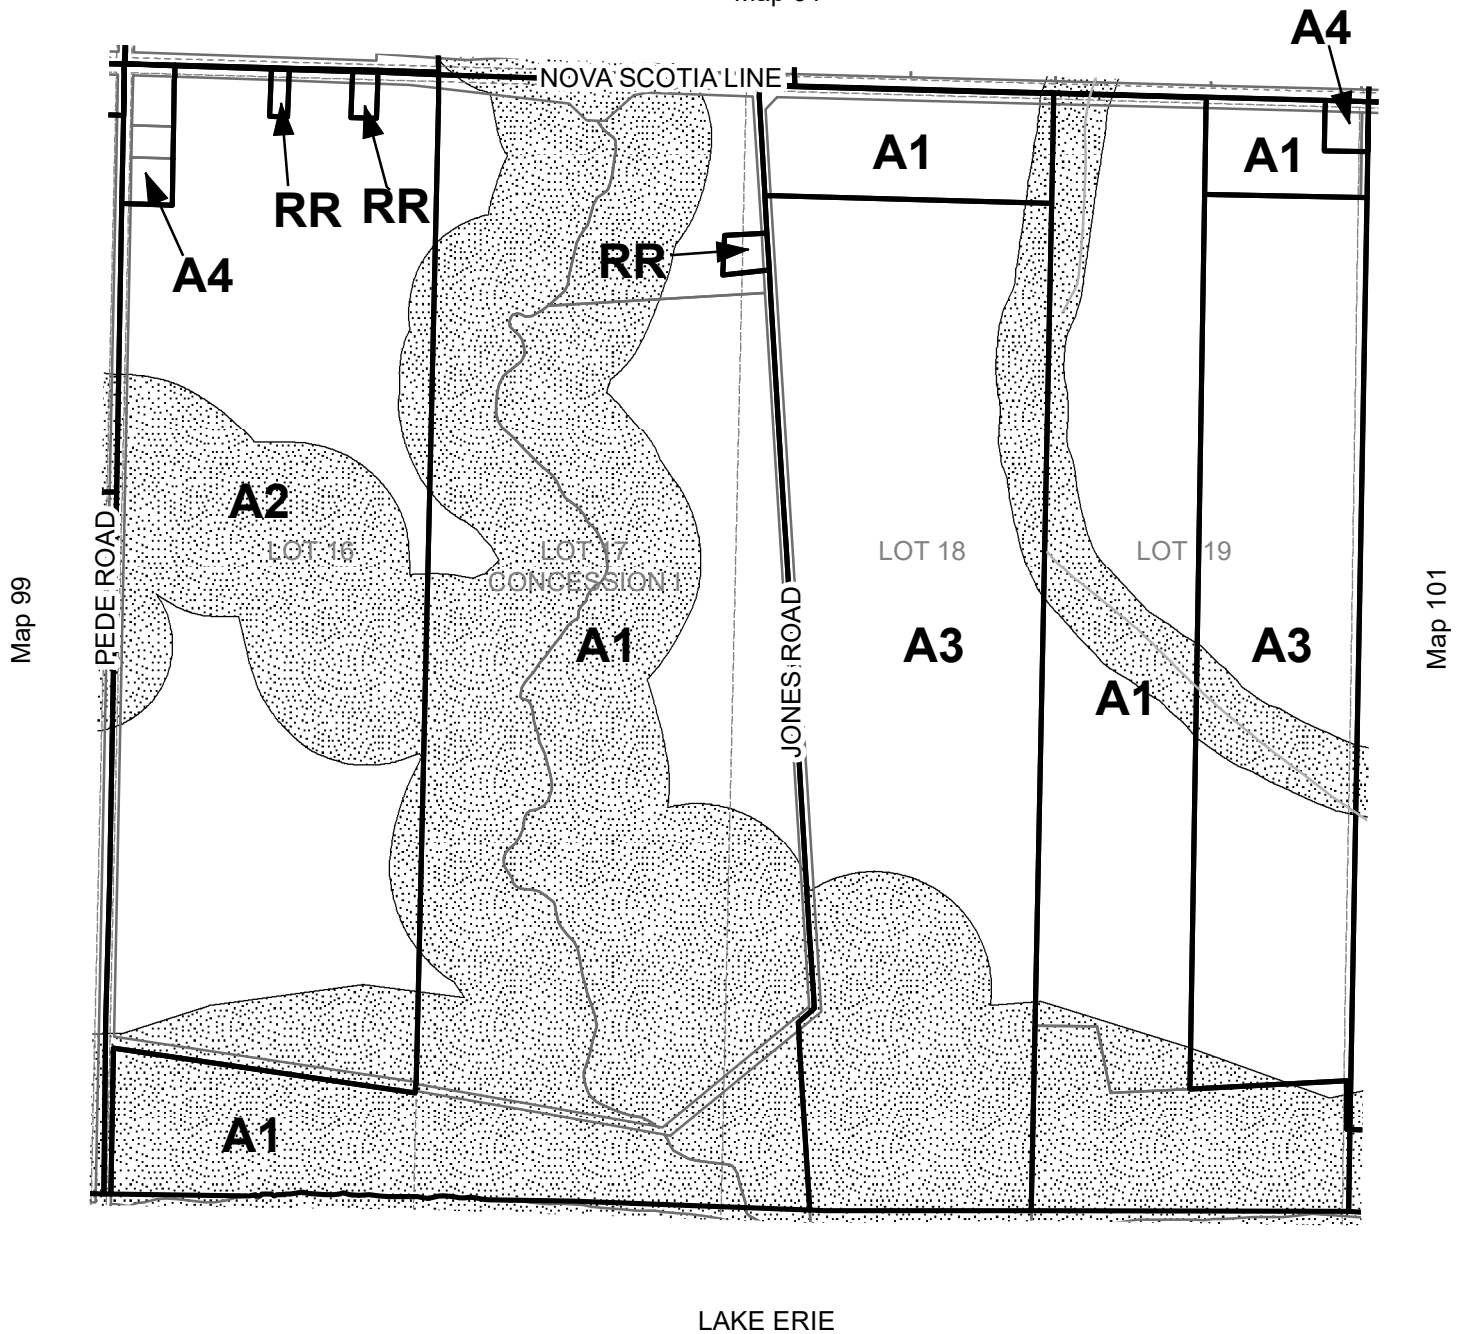 A4
NOVA SCOTIA LINE
A1
A1
RR
RR
A4
RR
A2
LOT 16
LOT 17
CONCESSION I
LOT 18
LOT 19
PEDE ROAD
Map 99
JONES ROAD
Map 101
A1
A3
A3
A1
A1
LAKE ERIE